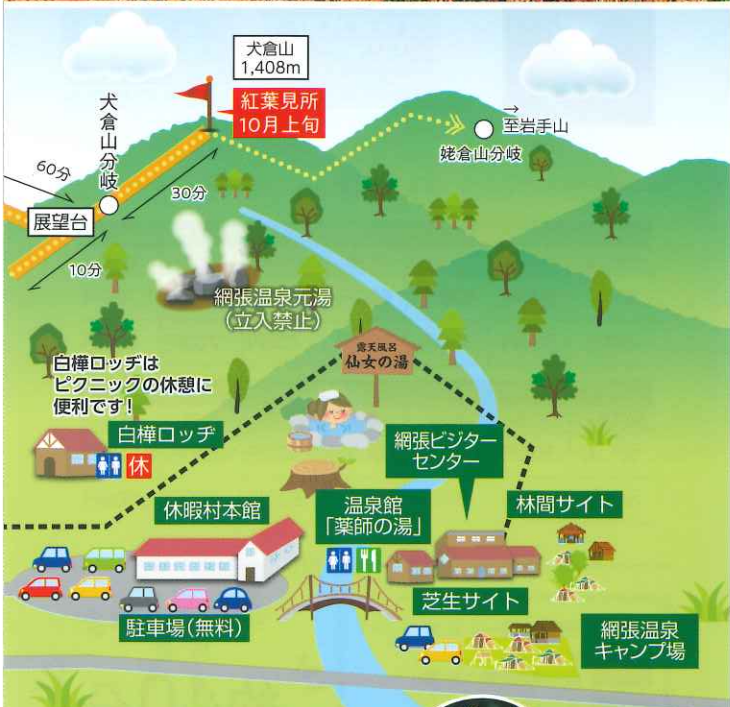 犬倉山
1,408m
紅葉見所
10月上旬
犬倉山分岐
→
至岩手山
姥倉山分岐
60分
30分
展望台
10分
網張温泉元湯
(立入禁止)
露天風呂
仙女の湯
白樺ロッヂは
ピクニックの休憩に
便利です!
白樺ロッヂ
休
網張ビジター
センター
休暇村本館
温泉館
「薬師の湯」
林間サイト
芝生サイト
駐車場(無料)
網張温泉
キャンプ場